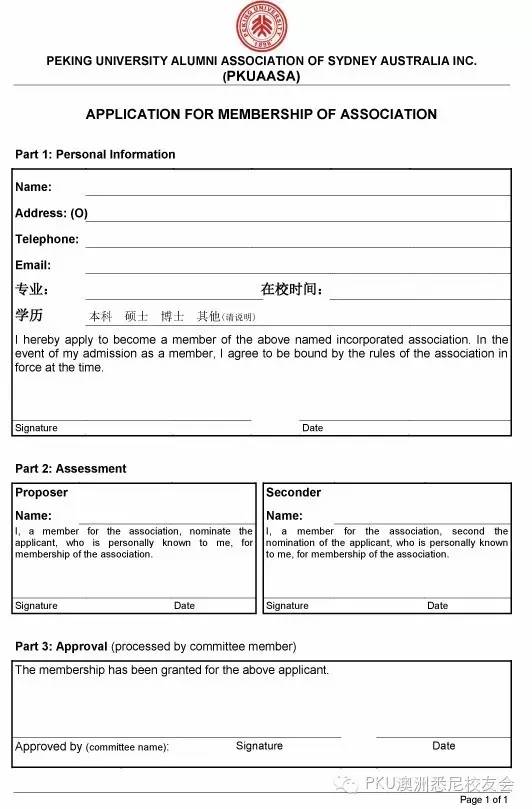 PEKING UNIVERSITY
1898
PEKING UNIVERSITY ALUMNI ASSOCIATION OF SYDNEY AUSTRALIA INC.
(PKUAASA)
APPLICATION FOR MEMBERSHIP OF ASSOCIATION
Part 1: Personal Information
Name:
Address: (O)
Telephone:
Email:
专业： 在校时间：
学历 本科 硕士 博士 其他(请说明)
I hereby apply to become a member of the above named incorporated association. In the
event of my admission as a member, I agree to be bound by the rules of the association in
force at the time.
Signature Date
Part 2: Assessment
Proposer
Name:
I, a member for the association, nominate the
applicant, who is personally known to me, for
membership of the association.
Signature Date
Seconder
Name:
I, a member for the association, second the
nomination of the applicant, who is personally known
to me, for membership of the association.
Signature Date
Part 3: Approval (processed by committee member)
The membership has been granted for the above applicant.
Approved by (committee name): Signature Date
PKU澳洲悉尼校友会
Page 1 of 1